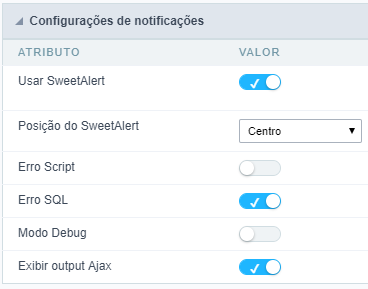 Configurações de notificações
ATRIBUTO VALOR
Usar SweetAlert
Posição do SweetAlert Centro
Erro Script
Erro SQL
Modo Debug
Exibir output Ajax